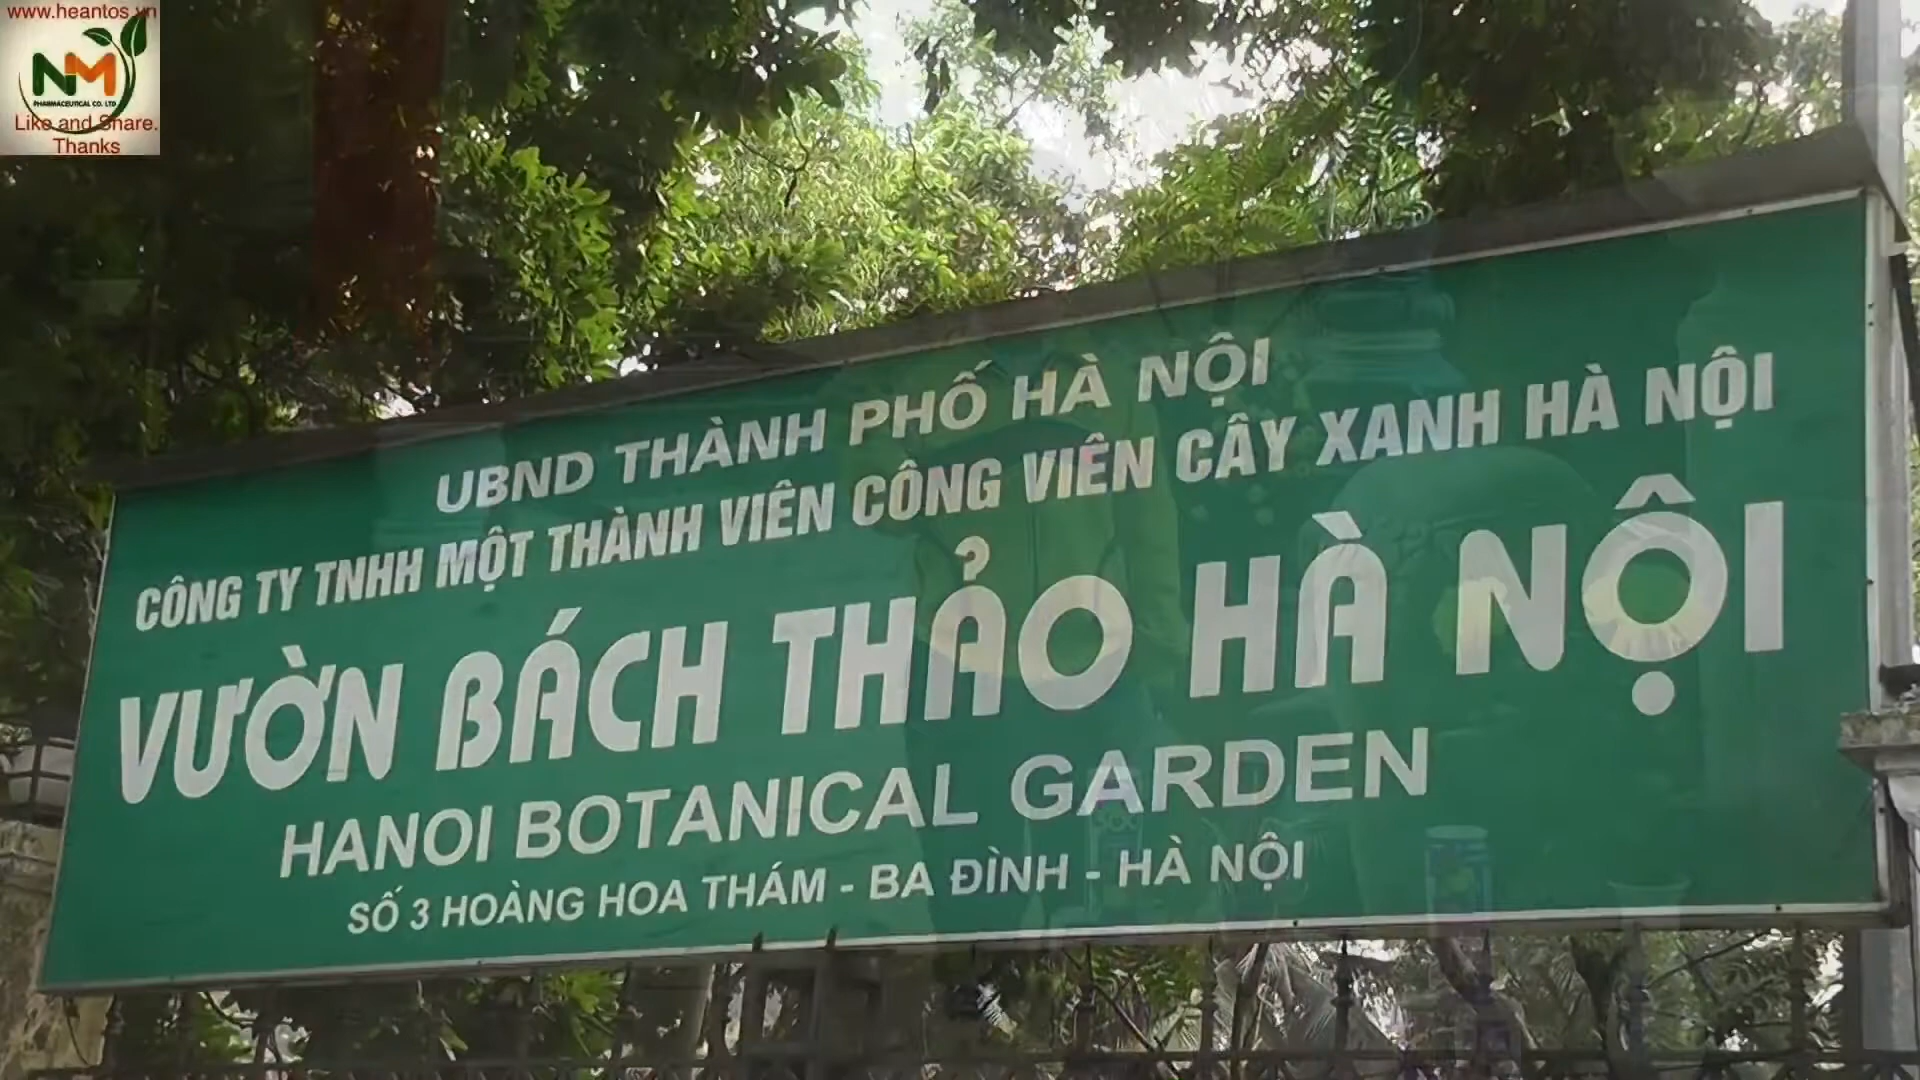 www.heantos.vn
NM
PHARMACEUTICAL CO. LTD
Like and Share.
Thanks
UBND THÀNH PHỐ HÀ NỘI
CÔNG TY TNHH MỘT THÀNH VIÊN CÔNG VIÊN CÂY XANH HÀ NỘI
VƯỜN BÁCH THẢO HÀ NỘI
HANOI BOTANICAL GARDEN
SỐ 3 HOÀNG HOA THÁM - BA ĐÌNH - HÀ NỘI